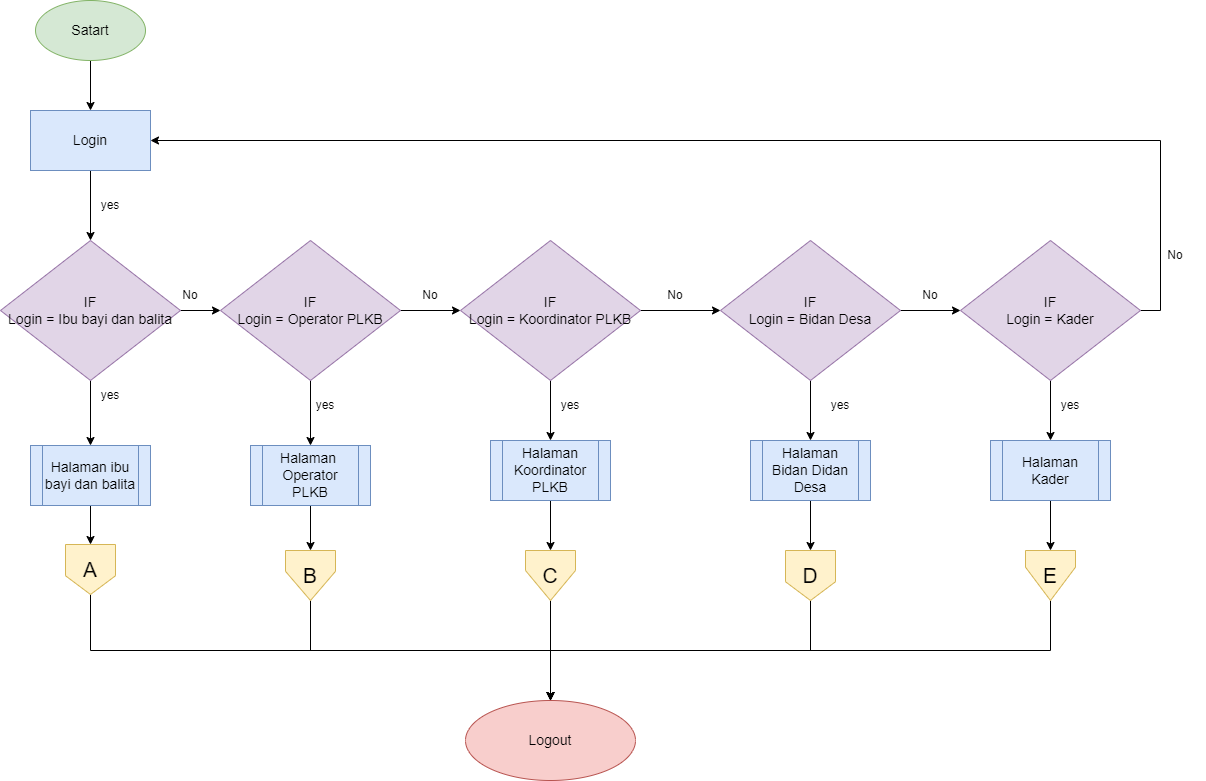 Satart
Login
yes
No
IF
Login = Ibu bayi dan balita
No
IF
Login = Operator PLKB
No
IF
Login = Koordinator PLKB
No
IF
Login = Bidan Desa
No
IF
Login = Kader
yes
yes
yes
yes
yes
Halaman ibu
bayi dan balita
Halaman
Operator
PLKB
Halaman
Koordinator
PLKB
Halaman
Bidan Didan
Desa
Halaman
Kader
A
B
C
D
E
Logout